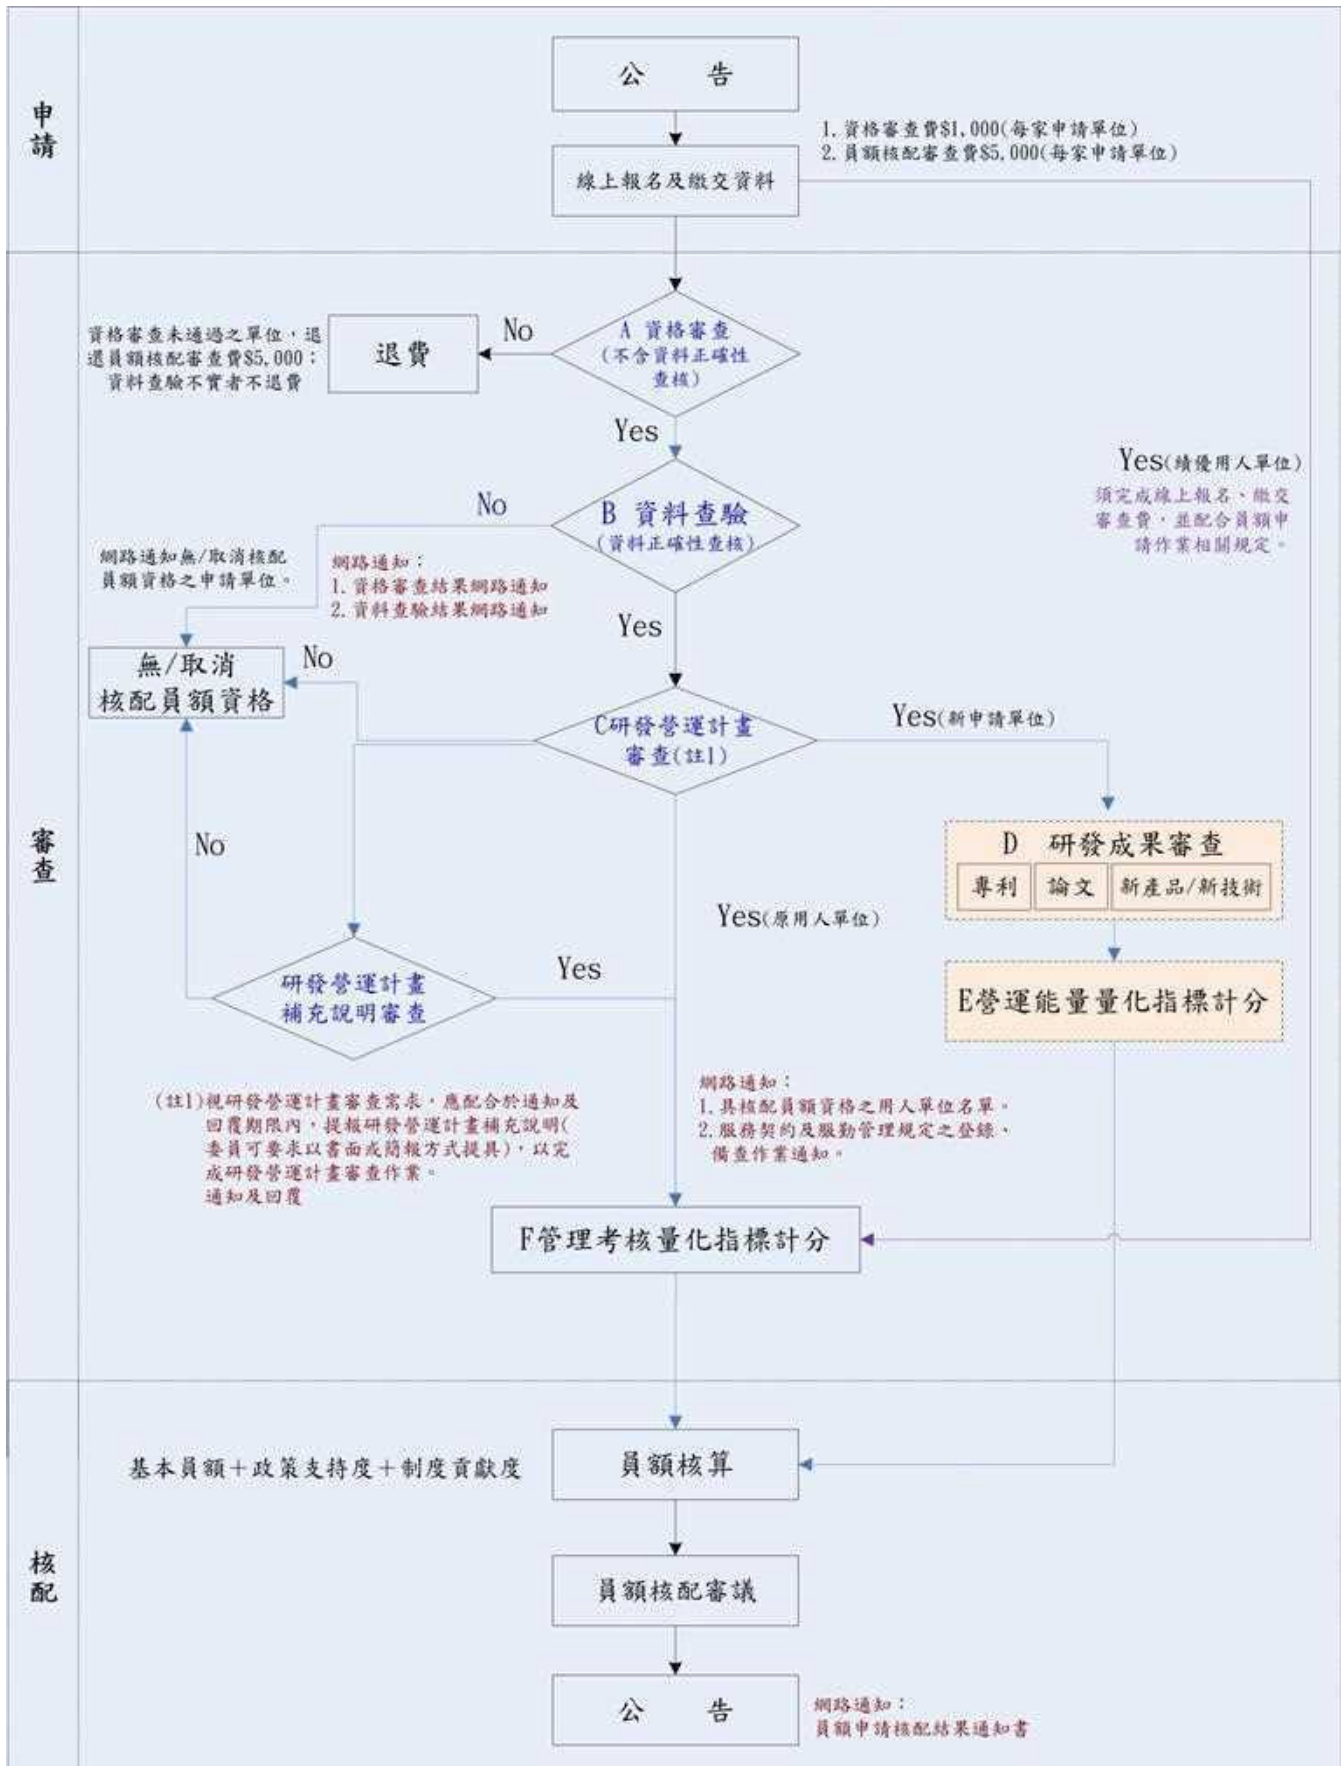 申請
公 告
1. 資格審查費$1,000(每家申請單位)
2. 員額核配審查費$5,000(每家申請單位)
線上報名及繳交資料
審查
資格審查未通過之單位，退
還員額核配審查費$5,000；
資料查驗不實者不退費
退費
No
A 資格審查
(不含資料正確性
查核)
Yes
Yes(績優用人單位)
須完成線上報名、繳交
審查費，並配合員額申
請作業相關規定。
No
B 資料查驗
(資料正確性查核)
網路通知無/取消核配
員額資格之申請單位。
網路通知：
1. 資格審查結果網路通知
2. 資料查驗結果網路通知
Yes
無/取消
核配員額資格
No
C研發營運計畫
審查(註1)
Yes(新申請單位)
No
D 研發成果審查
專利
論文
新產品/新技術
Yes(原用人單位)
研發營運計畫
補充說明審查
Yes
E營運能量量化指標計分
(註1)視研發營運計畫審查需求，應配合於通知及
回覆期限內，提報研發營運計畫補充說明(
委員可要求以書面或簡報方式提具)，以完
成研發營運計畫審查作業。
通知及回覆
網路通知：
1. 具核配員額資格之用人單位名單。
2. 服務契約及服勤管理規定之登錄、
備查作業通知。
F管理考核量化指標計分
核配
基本員額＋政策支持度＋制度貢獻度
員額核算
員額核配審議
公 告
網路通知：
員額申請核配結果通知書